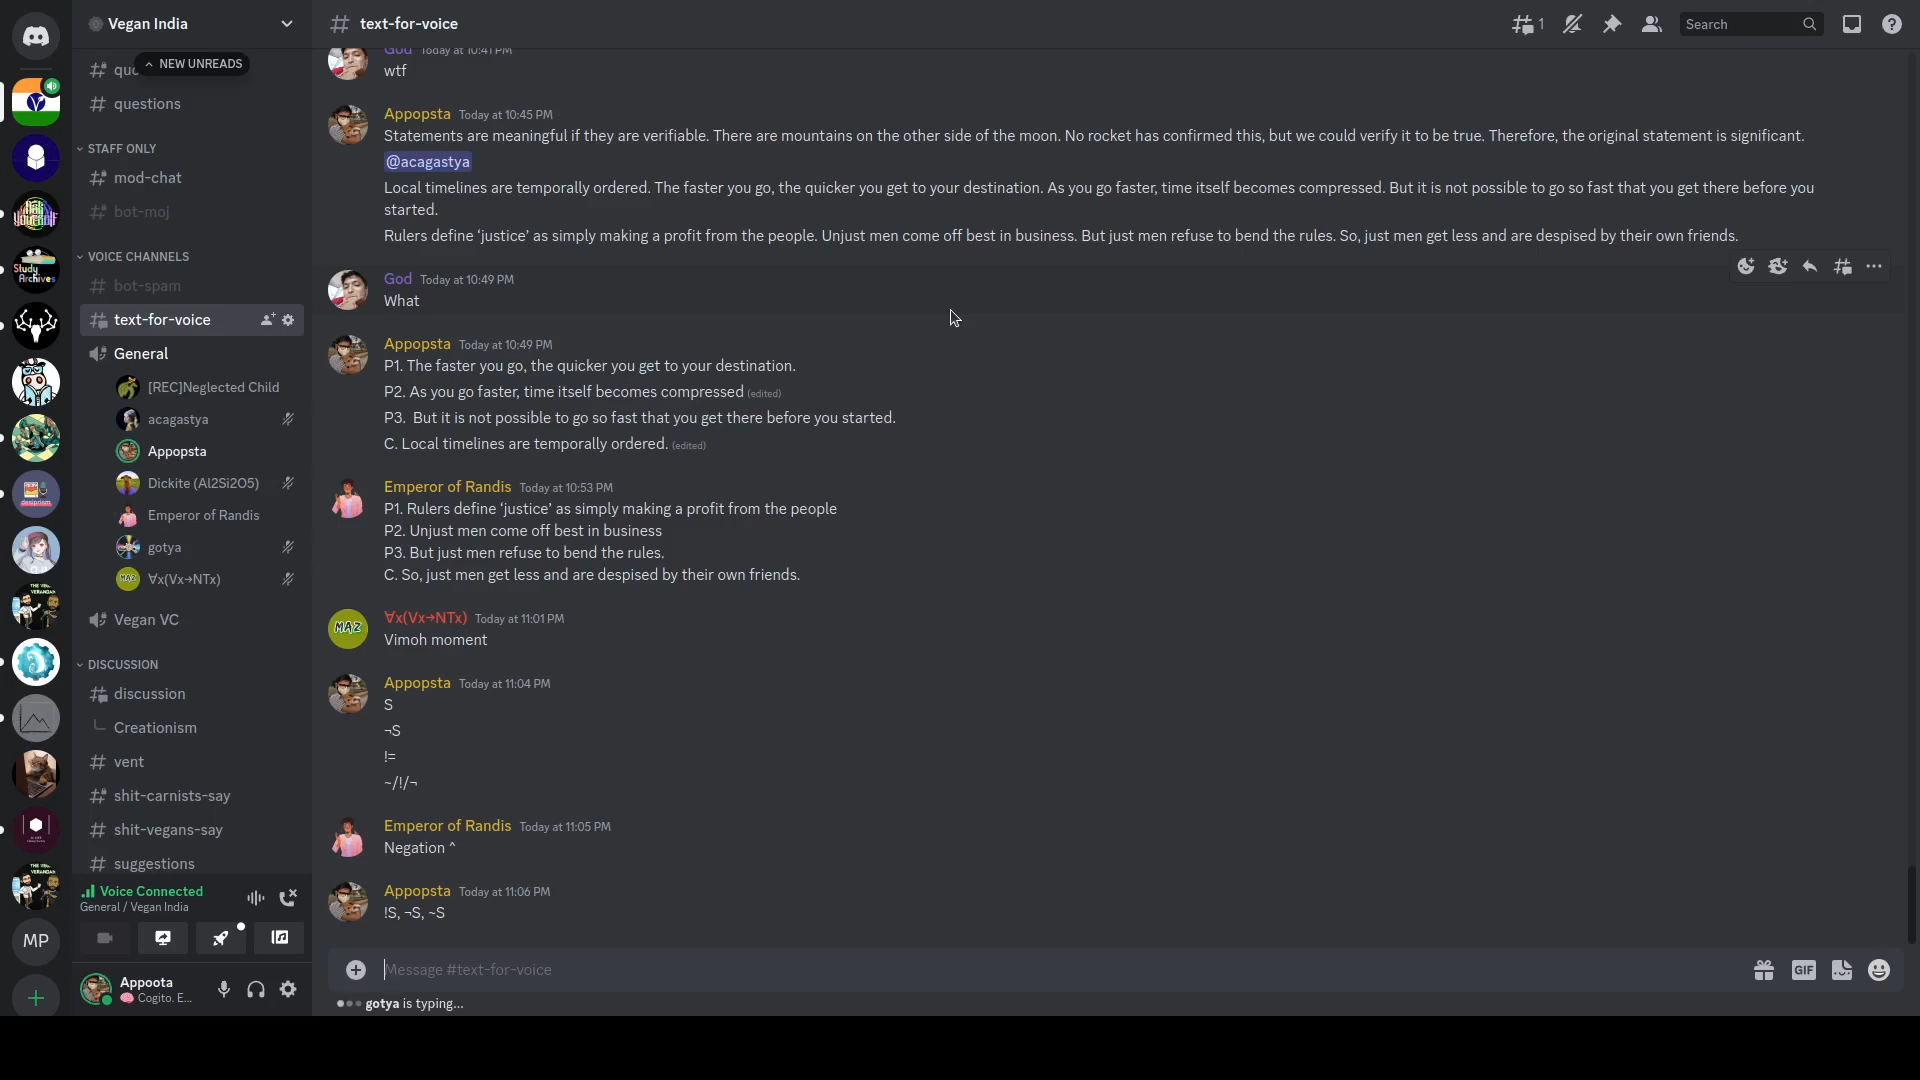 Vegan India
text-for-voice
1
Search
NEW UNREADS
questions
STAFF ONLY
mod-chat
bot-moj
VOICE CHANNELS
bot-spam
text-for-voice
General
[REC]Neglected Child
acagastya
Appopsta
Dickite (Al2Si2O5)
Emperor of Randis
gotya
∀x(Vx→NTx)
Vegan VC
DISCUSSION
discussion
Creationism
vent
shit-carnists-say
shit-vegans-say
suggestions
Voice Connected
General / Vegan India
Appoota
Cogito. E...
MP
God Today at 10:41 PM
wtf
Appopsta Today at 10:45 PM
Statements are meaningful if they are verifiable. There are mountains on the other side of the moon. No rocket has confirmed this, but we could verify it to be true. Therefore, the original statement is significant.
@acagastya
Local timelines are temporally ordered. The faster you go, the quicker you get to your destination. As you go faster, time itself becomes compressed. But it is not possible to go so fast that you get there before you
started.
Rulers define ‘justice’ as simply making a profit from the people. Unjust men come off best in business. But just men refuse to bend the rules. So, just men get less and are despised by their own friends.
God Today at 10:49 PM
What
Appopsta Today at 10:49 PM
P1. The faster you go, the quicker you get to your destination.
P2. As you go faster, time itself becomes compressed (edited)
P3. But it is not possible to go so fast that you get there before you started.
C. Local timelines are temporally ordered. (edited)
Emperor of Randis Today at 10:53 PM
P1. Rulers define ‘justice’ as simply making a profit from the people
P2. Unjust men come off best in business
P3. But just men refuse to bend the rules.
C. So, just men get less and are despised by their own friends.
MAZ
∀x(Vx→NTx) Today at 11:01 PM
Vimoh moment
Appopsta Today at 11:04 PM
S
¬S
!=
~/!/¬
Emperor of Randis Today at 11:05 PM
Negation ^
Appopsta Today at 11:06 PM
!S, ¬S, ~S
Message #text-for-voice
GIF
gotya is typing...